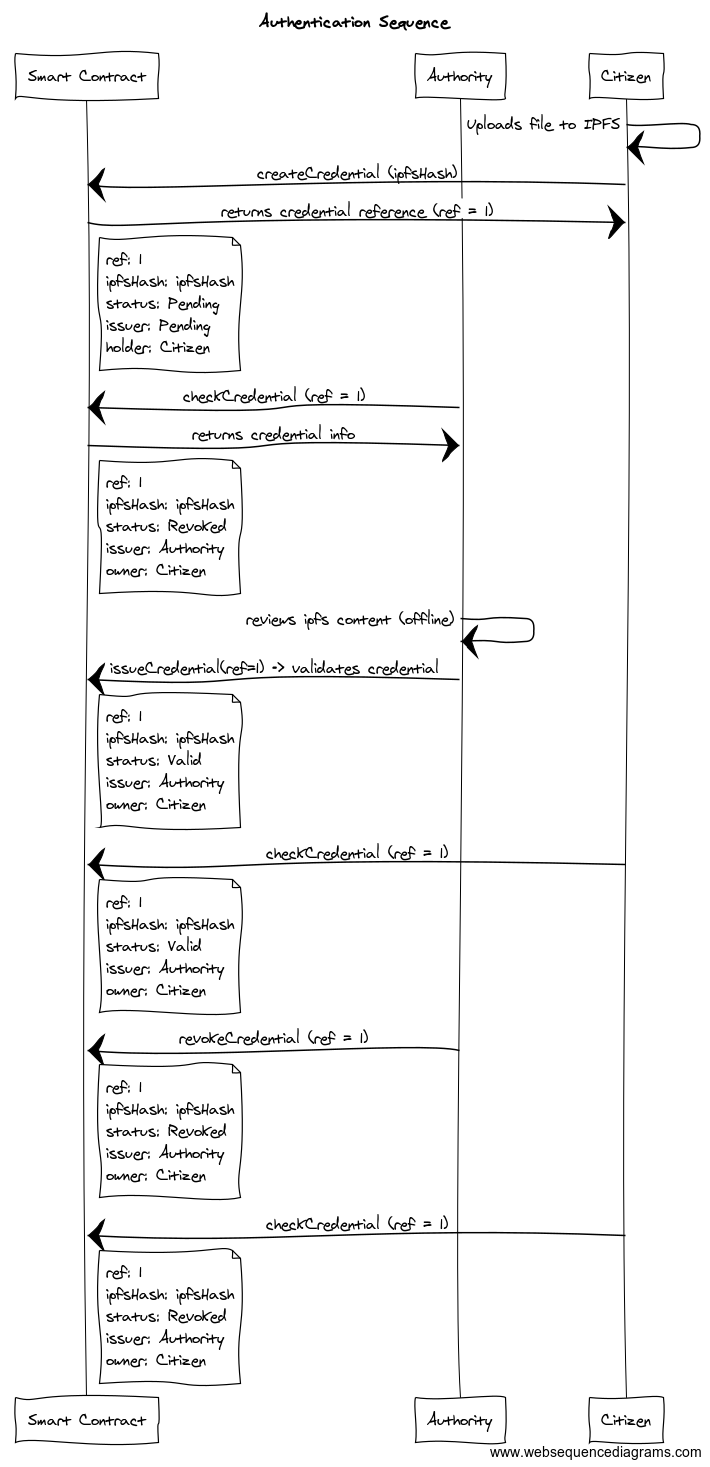 Authentication Sequence
Smart Contract
Authority
Citizen
Uploads file to IPFS
createCredential (ipfsHash)
returns credential reference (ref = 1)
ref: 1
ipfsHash: ipfsHash
status: Pending
issuer: Pending
holder: Citizen
checkCredential (ref = 1)
returns credential info
ref: 1
ipfsHash: ipfsHash
status: Revoked
issuer: Authority
owner: Citizen
reviews ipfs content (offline)
issueCredential(ref=1) -> validates credential
ref: 1
ipfsHash: ipfsHash
status: Valid
issuer: Authority
owner: Citizen
checkCredential (ref = 1)
ref: 1
ipfsHash: ipfsHash
status: Valid
issuer: Authority
owner: Citizen
revokeCredential (ref = 1)
ref: 1
ipfsHash: ipfsHash
status: Revoked
issuer: Authority
owner: Citizen
checkCredential (ref = 1)
ref: 1
ipfsHash: ipfsHash
status: Revoked
issuer: Authority
owner: Citizen
Smart Contract
Authority
Citizen
www.websequencediagrams.com